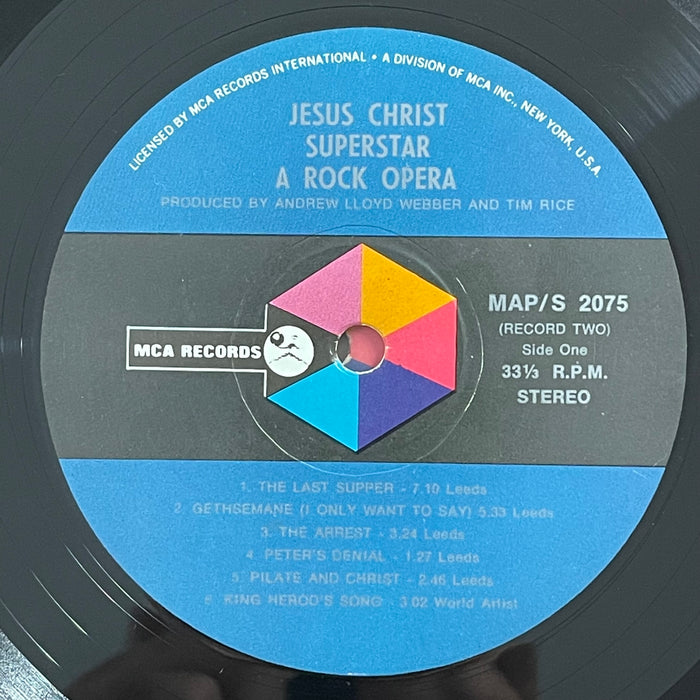 LICENSED BY MCA RECORDS INTERNATIONAL • A DIVISION OF MCA INC., NEW YORK, U.S.A.
JESUS CHRIST
SUPERSTAR
A ROCK OPERA
PRODUCED BY ANDREW LLOYD WEBBER AND TIM RICE
MCA RECORDS
MAP/S 2075
(RECORD TWO)
Side One
33⅓ R.P.M.
STEREO
1. THE LAST SUPPER - 7.10 Leeds
2. GETHSEMANE (I ONLY WANT TO SAY) 5.33 Leeds
3. THE ARREST - 3.24 Leeds
4. PETER'S DENIAL - 1.27 Leeds
5. PILATE AND CHRIST - 2.46 Leeds
6. KING HEROD'S SONG - 3.02 World Artist